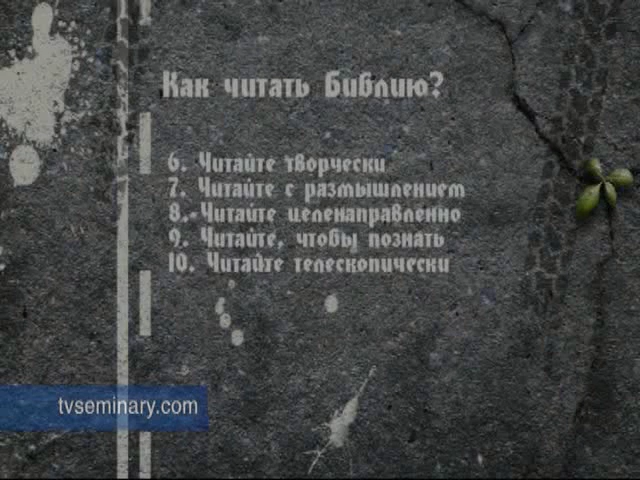 Как читать Библию?
6. Читайте творчески
7. Читайте с размышлением
8. Читайте целенаправленно
9. Читайте, чтобы познать
10. Читайте телескопически
tvseminary.com